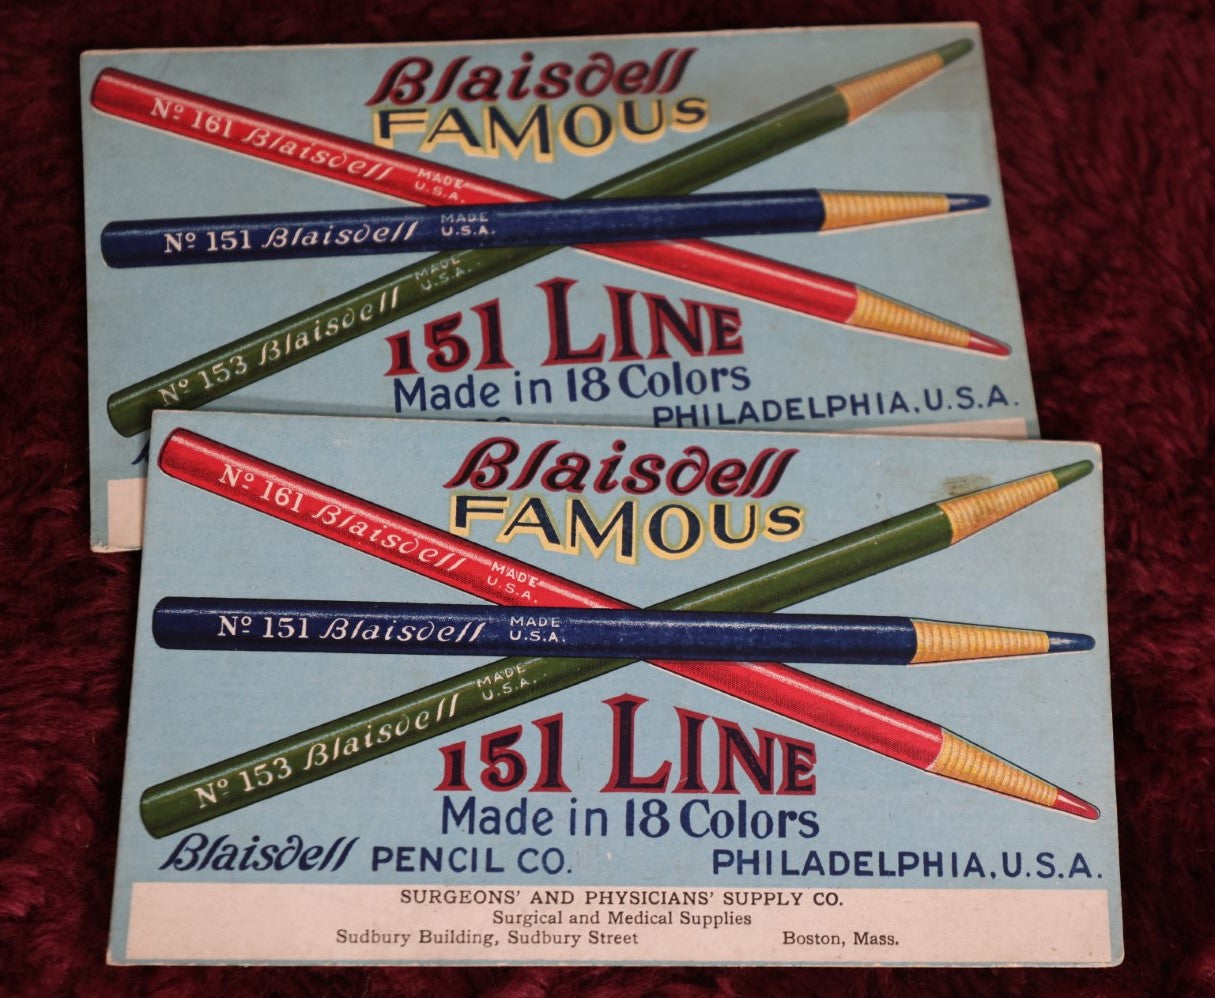 Blaisdell
FAMOUS
Nº 161 Blaisdell MADE U.S.A.
Nº 151 Blaisdell MADE U.S.A.
Nº 153 Blaisdell MADE U.S.A.
151 LINE
Made in 18 Colors
PHILADELPHIA, U.S.A.
Blaisdell
FAMOUS
Nº 161 Blaisdell MADE U.S.A.
Nº 151 Blaisdell MADE U.S.A.
Nº 153 Blaisdell MADE U.S.A.
151 LINE
Made in 18 Colors
Blaisdell PENCIL CO. PHILADELPHIA, U.S.A.
SURGEONS' AND PHYSICIANS' SUPPLY CO.
Surgical and Medical Supplies
Sudbury Building, Sudbury Street Boston, Mass.